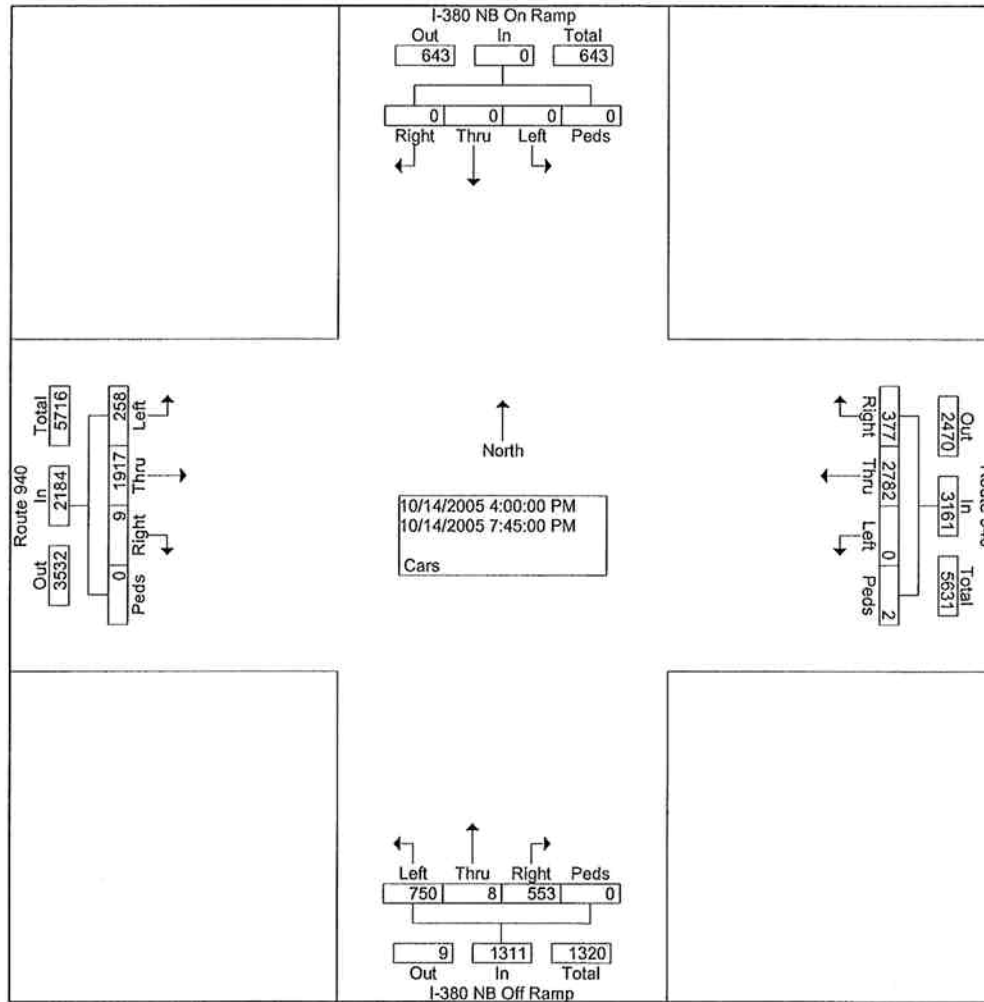 I-380 NB On Ramp
Out In Total
643 0 643
0 0 0 0
Right Thru Left Peds
Route 940
Total In Out
5716 2184 3532
258 1917 9 0
Left Thru Right Peds
North
10/14/2005 4:00:00 PM
10/14/2005 7:45:00 PM
Cars
Right Thru Left Peds
377 2782 0 2
Out In Total
2470 3161 5631
Left Thru Right Peds
750 8 553 0
9 1311 1320
Out In Total
I-380 NB Off Ramp